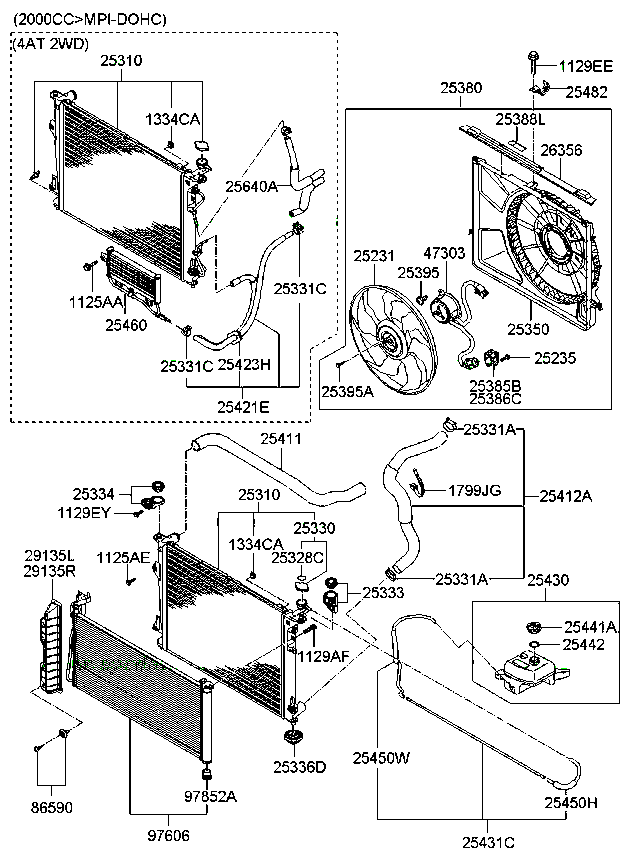 (2000CC>MPI-DOHC)
(4AT 2WD)
25310
1334CA
25640A
1125AA
25460
25331C
25331C
25423H
25421E
1129EE
25482
25380
25388L
26356
47303
25231
25395
25350
25235
25385B
25386C
25395A
25411
25331A
25334
25310
1799JG
25412A
1129EY
25330
1334CA
25328C
29135L
29135R
1125AE
25331A
25333
25430
25441A
25442
1129AF
25450W
25336D
97852A
86590
25450H
97606
25431C